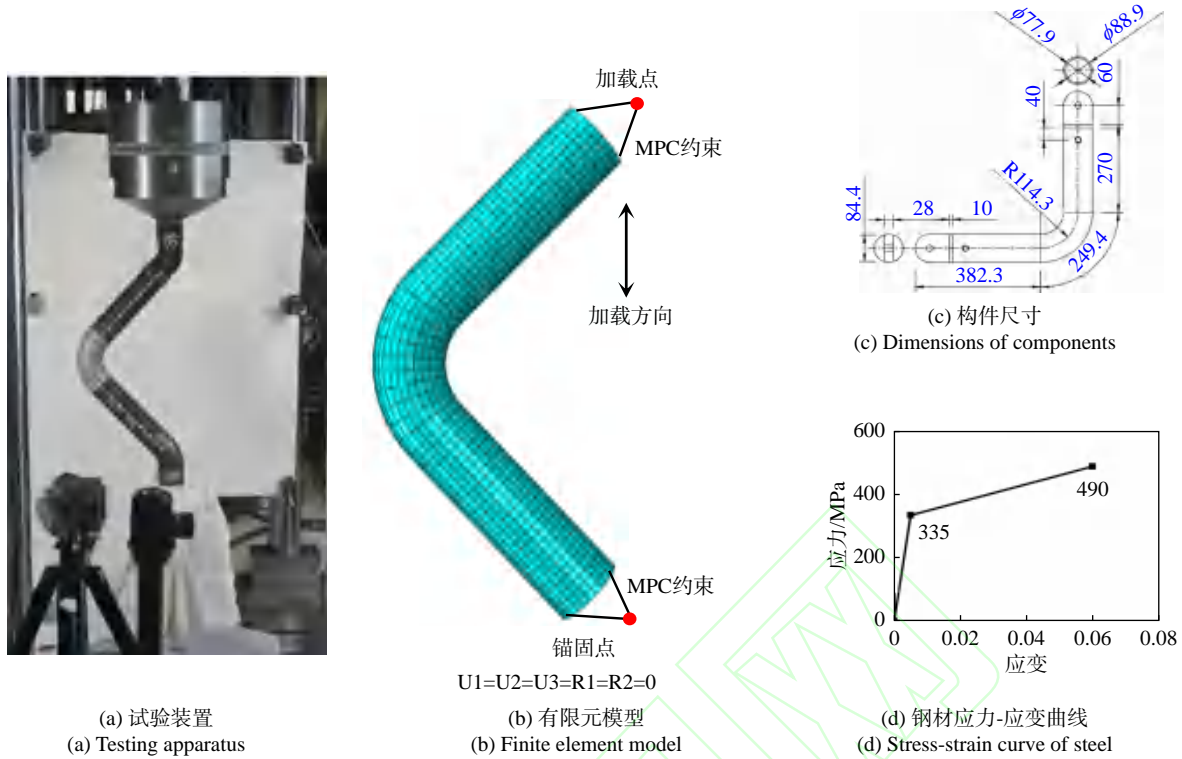 加载点
MPC约束
加载方向
MPC约束
锚固点
U1=U2=U3=R1=R2=0
ϕ77.9
ϕ88.9
60
40
R114.3
270
84.4
28
10
249.4
382.3
(c) 构件尺寸
(c) Dimensions of components
600
400
200
0
应力/MPa
335
490
0
0.02
0.04
0.06
0.08
应变
(a) 试验装置
(a) Testing apparatus
(b) 有限元模型
(b) Finite element model
(d) 钢材应力-应变曲线
(d) Stress-strain curve of steel